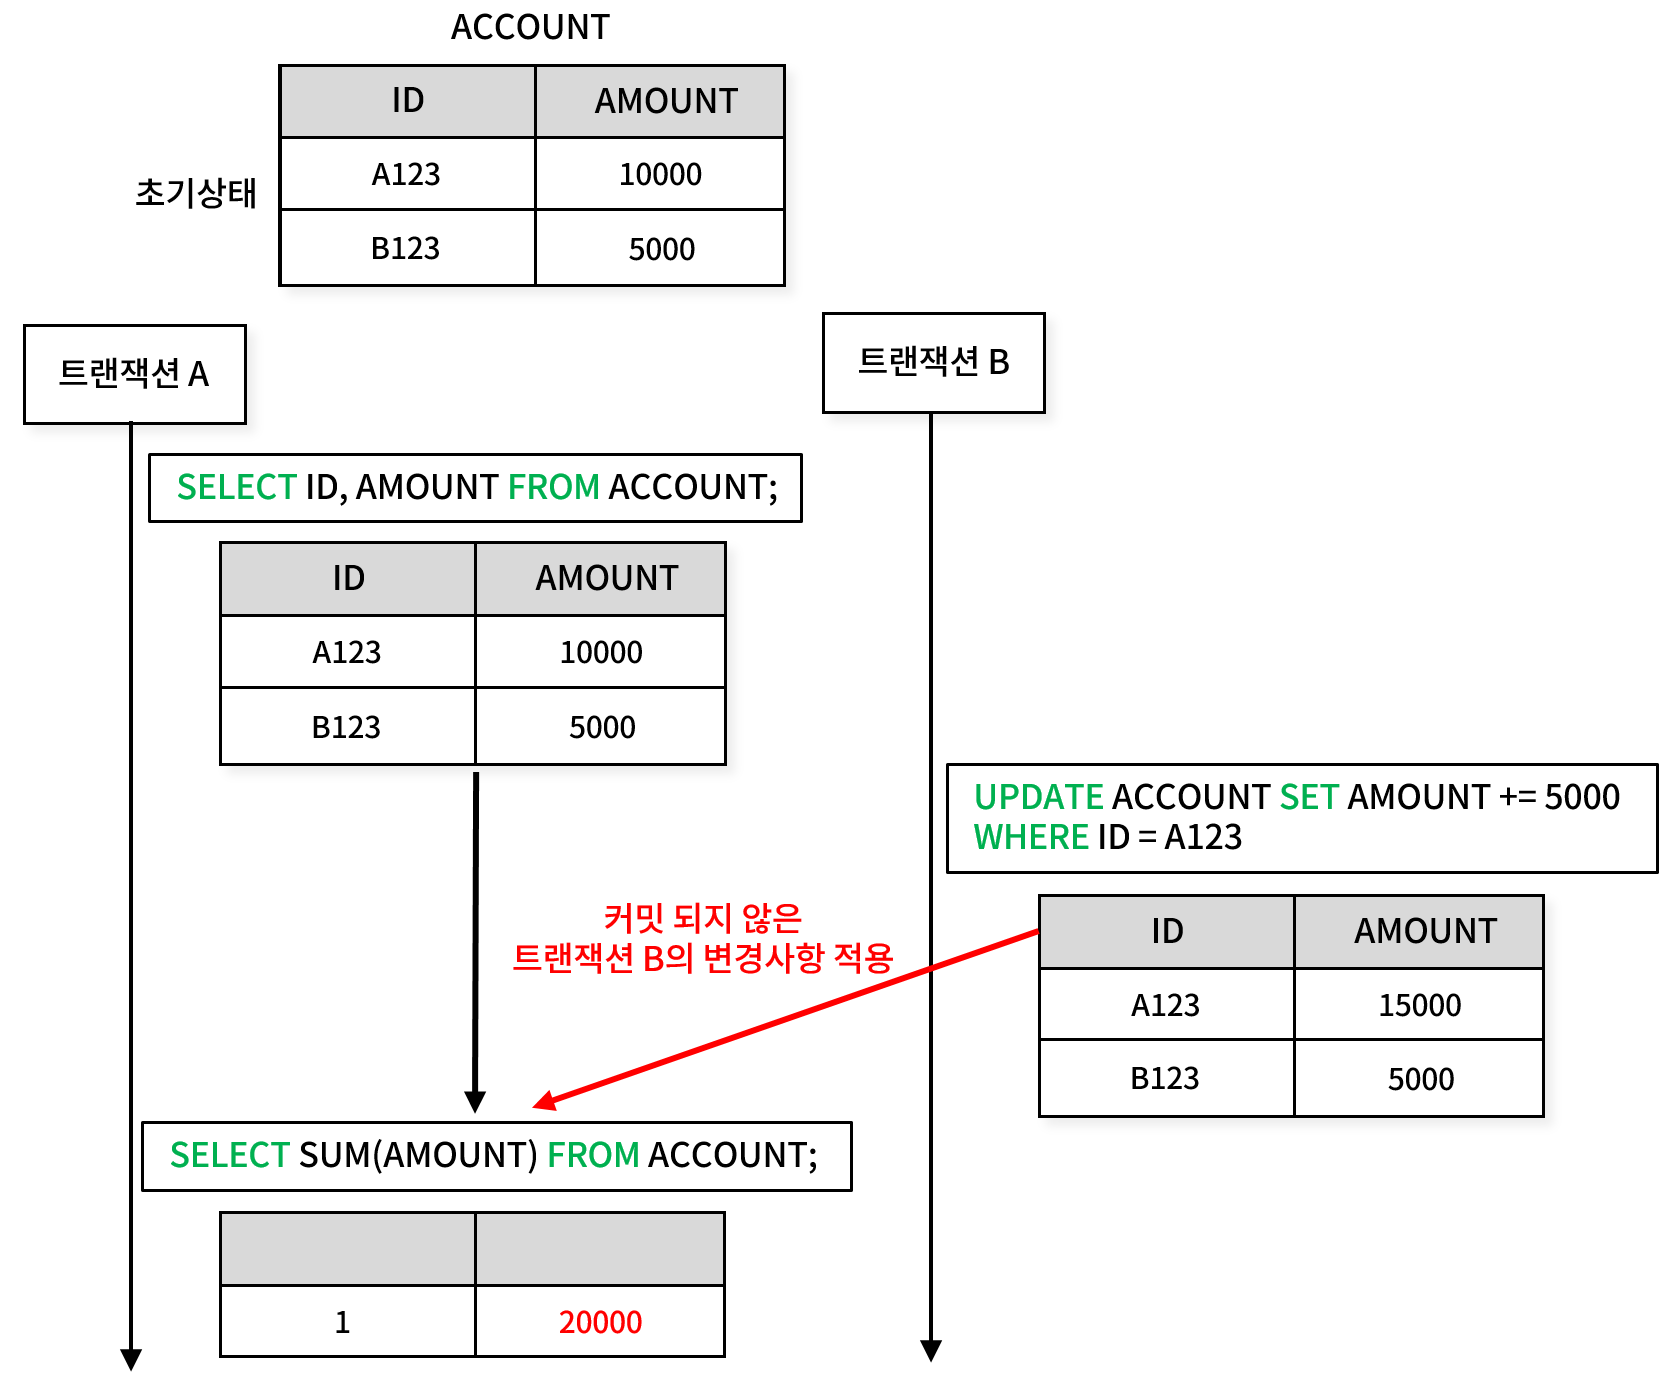 ACCOUNT
ID AMOUNT
A123 10000
초기상태
B123 5000
트랜잭션 A
트랜잭션 B
SELECT ID, AMOUNT FROM ACCOUNT;
ID AMOUNT
A123 10000
B123 5000
UPDATE ACCOUNT SET AMOUNT += 5000
WHERE ID = A123
커밋 되지 않은
트랜잭션 B의 변경사항 적용
ID AMOUNT
A123 15000
B123 5000
SELECT SUM(AMOUNT) FROM ACCOUNT;
1 20000